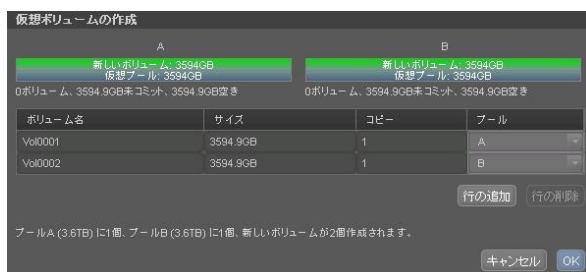 仮想ボリュームの作成
A
新しいボリューム: 3594GB
仮想プール: 3594GB
0ボリューム、3594.9GB未コミット、3594.9GB空き
B
新しいボリューム: 3594GB
仮想プール: 3594GB
0ボリューム、3594.9GB未コミット、3594.9GB空き
ボリューム名 サイズ コピー プール
Vol0001 3594.9GB 1 A
Vol0002 3594.9GB 1 B
行の追加 行の削除
プールA (3.6TB) に1個、プールB (3.6TB) に1個、新しいボリュームが2個作成されます。
キャンセル OK